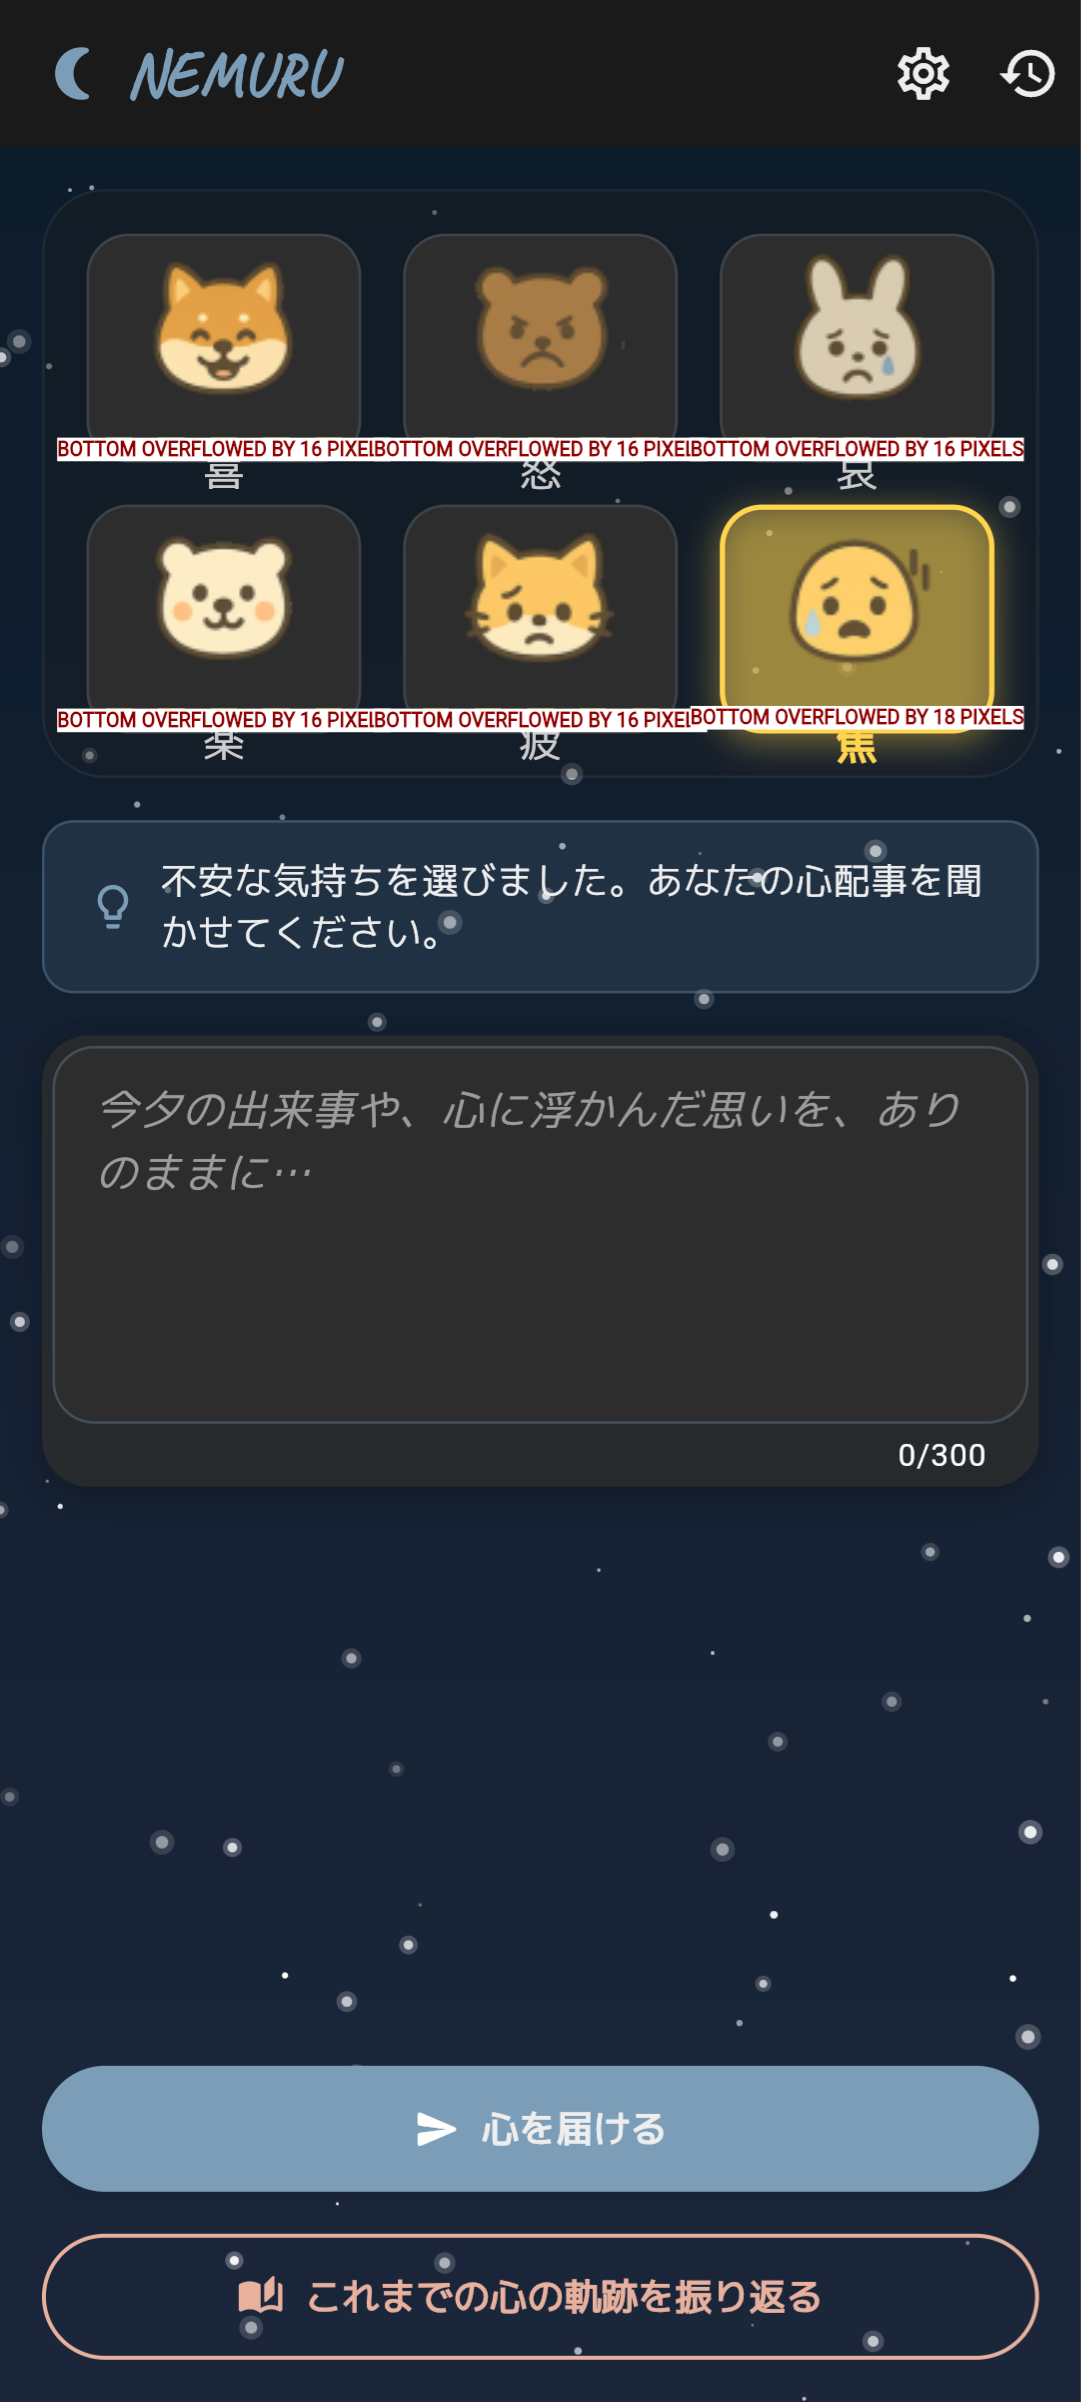 NEMURU
BOTTOM OVERFLOWED BY 16 PIXEL
BOTTOM OVERFLOWED BY 16 PIXEL
BOTTOM OVERFLOWED BY 16 PIXELS
喜
怒
哀
BOTTOM OVERFLOWED BY 16 PIXEL
BOTTOM OVERFLOWED BY 16 PIXEL
BOTTOM OVERFLOWED BY 18 PIXELS
楽
疲
焦
不安な気持ちを選びました。あなたの心配事を聞
かせてください。
今夕の出来事や、心に浮かんだ思いを、あり
のままに…
0/300
心を届ける
これまでの心の軌跡を振り返る